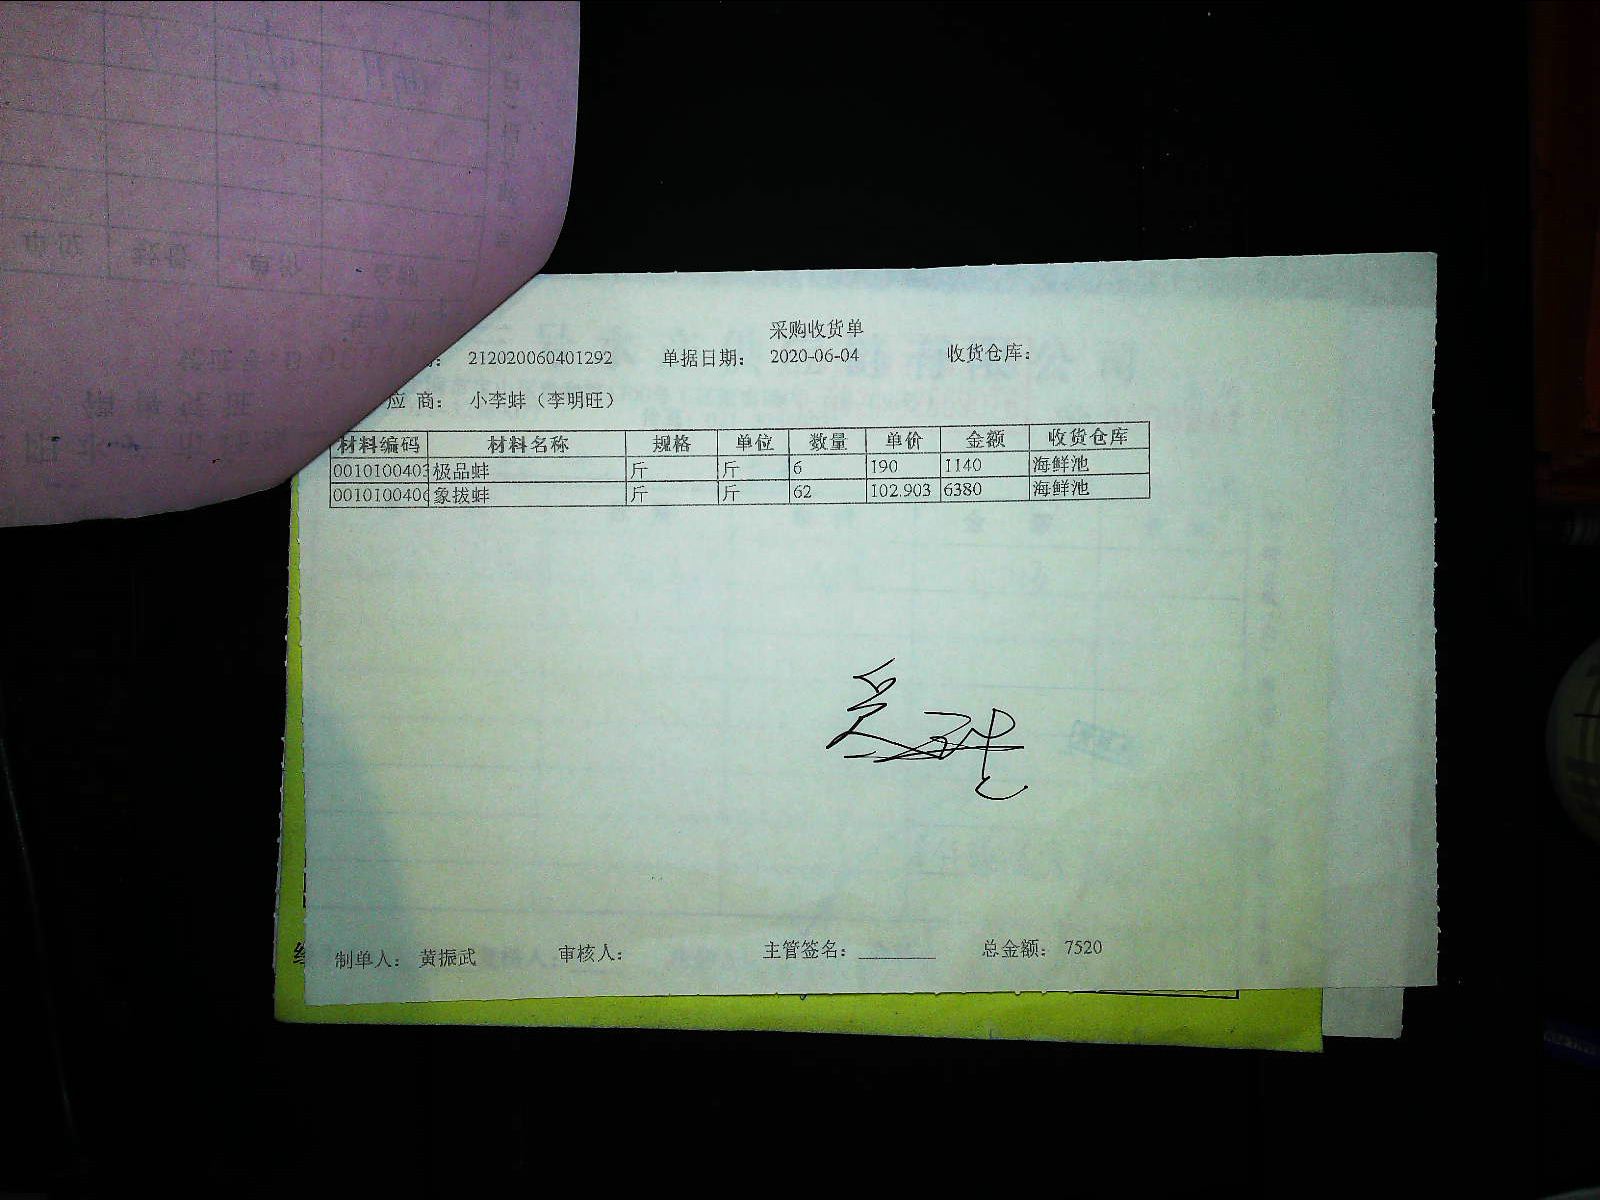 采购收货单
212020060401292 单据日期： 2020-06-04 收货仓库：
应 商： 小李蚌（李明旺）
材料编码 材料名称 规格 单位 数量 单价 金额 收货仓库
0010100403 极品蚌 斤 斤 6 190 1140 海鲜池
0010100406 象拔蚌 斤 斤 62 102.903 6380 海鲜池
制单人： 黄振武 审核人： 主管签名： 总金额： 7520